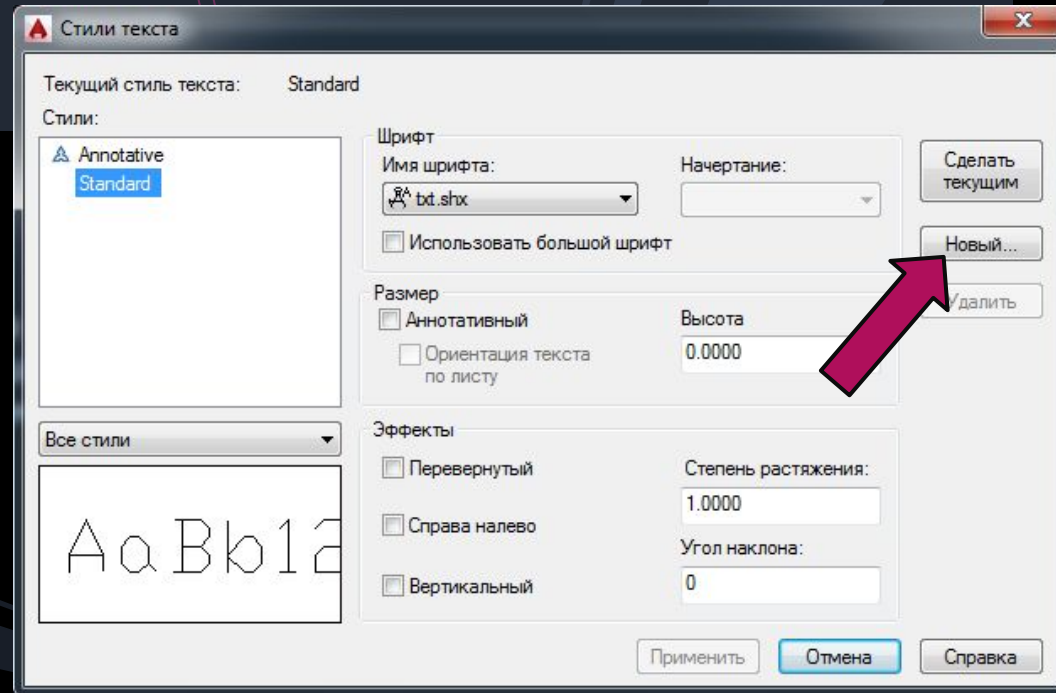 Стили текста
Текущий стиль текста: Standard
Стили:
Annotative
Standard
Все стили
AaBb12
Шрифт
Имя шрифта:
txt.shx
Начертание:
Использовать большой шрифт
Размер
Аннотативный
Ориентация текста
по листу
Высота
0.0000
Эффекты
Перевернутый
Справа налево
Вертикальный
Степень растяжения:
1.0000
Угол наклона:
0
Сделать
текущим
Новый...
Удалить
Применить
Отмена
Справка